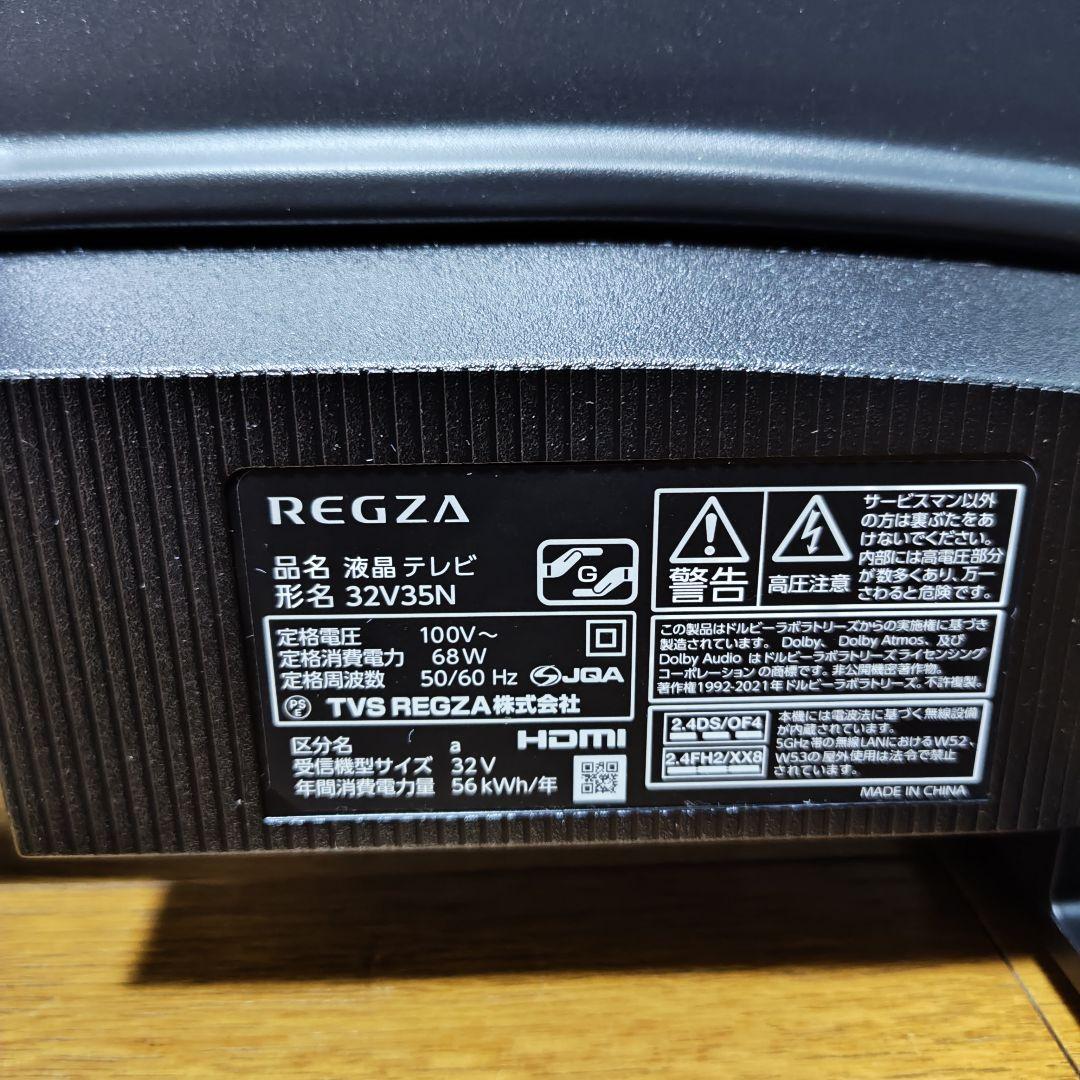 REGZA
品名 液晶テレビ
形名 32V35N
G
定格電圧 100V～
定格消費電力 68W
定格周波数 50/60 Hz
JQA
PS
E
TVS REGZA株式会社
区分名 a
HDMI
受信機型サイズ 32V
年間消費電力量 56kWh/年
警告
高圧注意
サービスマン以外
の方は裏ぶたをあ
けないでください。
内部には高電圧部分
が数多くあり、万一
さわると危険です。
この製品はドルビーラボラトリーズからの実施権に基づき
製造されています。Dolby、Dolby Atmos、及び
Dolby Audio はドルビーラボラトリーズライセンシング
コーポレーションの商標です。非公開機密著作物。
著作権1992-2021年ドルビーラボラトリーズ。不許複製。
2.4DS/OF4
2.4FH2/XX8
本機には電波法に基づく無線設備
が内蔵されています。
5GHz帯の無線LANにおけるW52、
W53の屋外使用は法令で禁止
されています。
MADE IN CHINA